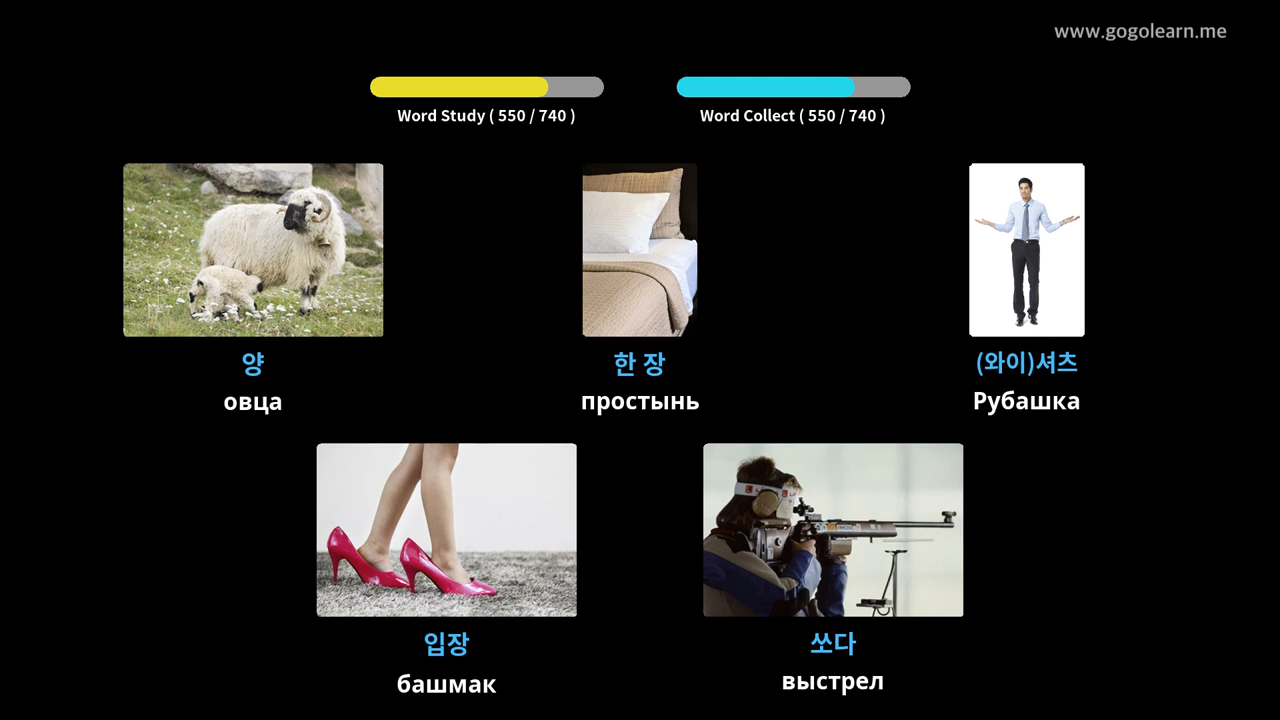 www.gogolearn.me
Word Study ( 550 / 740 )
Word Collect ( 550 / 740 )
양
овца
한 장
простынь
(와이)셔츠
Рубашка
입장
башмак
쏘다
выстрел